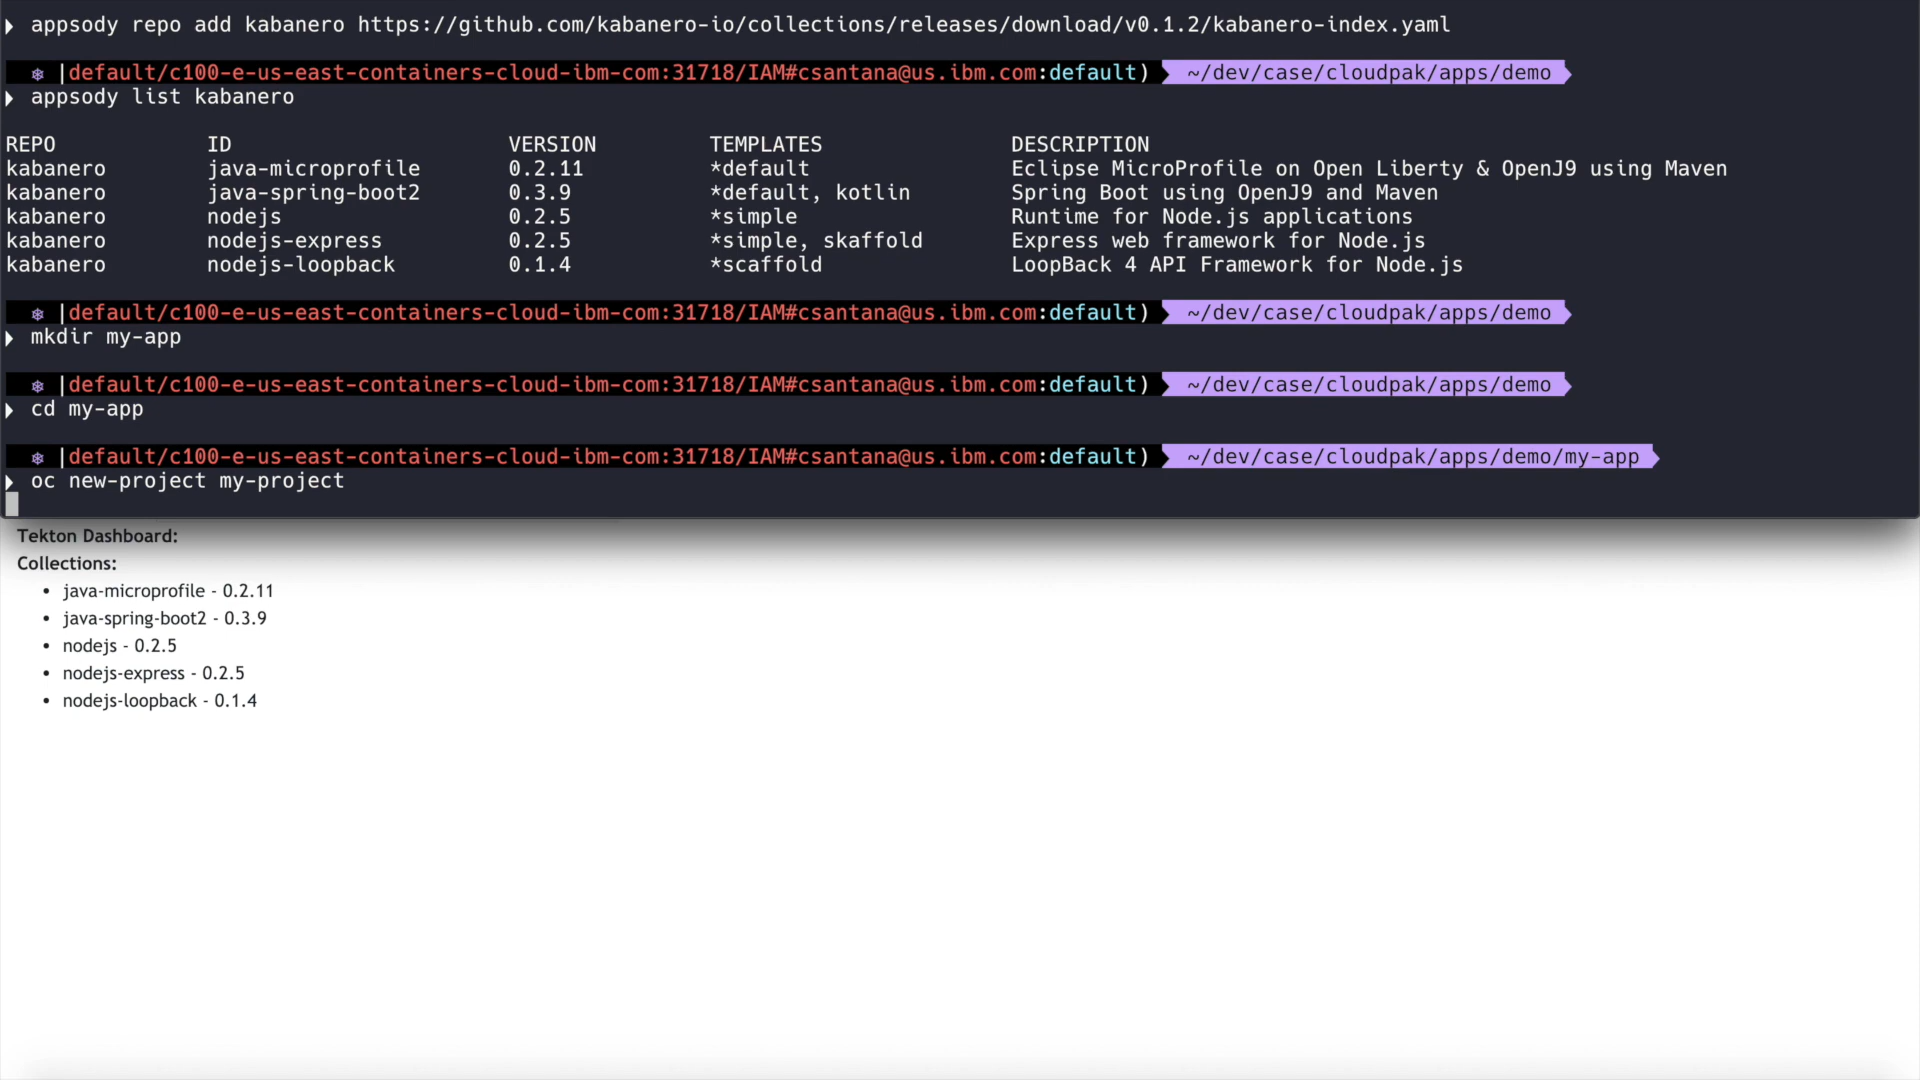 appsody repo add kabanero https://github.com/kabanero-io/collections/releases/download/v0.1.2/kabanero-index.yaml
|default/c100-e-us-east-containers-cloud-ibm-com:31718/IAM#csantana@us.ibm.com:default) ~/dev/case/cloudpak/apps/demo
appsody list kabanero
REPO ID VERSION TEMPLATES DESCRIPTION
kabanero java-microprofile 0.2.11 *default Eclipse MicroProfile on Open Liberty & OpenJ9 using Maven
kabanero java-spring-boot2 0.3.9 *default, kotlin Spring Boot using OpenJ9 and Maven
kabanero nodejs 0.2.5 *simple Runtime for Node.js applications
kabanero nodejs-express 0.2.5 *simple, skaffold Express web framework for Node.js
kabanero nodejs-loopback 0.1.4 *scaffold LoopBack 4 API Framework for Node.js
|default/c100-e-us-east-containers-cloud-ibm-com:31718/IAM#csantana@us.ibm.com:default) ~/dev/case/cloudpak/apps/demo
mkdir my-app
|default/c100-e-us-east-containers-cloud-ibm-com:31718/IAM#csantana@us.ibm.com:default) ~/dev/case/cloudpak/apps/demo
cd my-app
|default/c100-e-us-east-containers-cloud-ibm-com:31718/IAM#csantana@us.ibm.com:default) ~/dev/case/cloudpak/apps/demo/my-app
oc new-project my-project
Tekton Dashboard:
Collections:
• java-microprofile - 0.2.11
• java-spring-boot2 - 0.3.9
• nodejs - 0.2.5
• nodejs-express - 0.2.5
• nodejs-loopback - 0.1.4